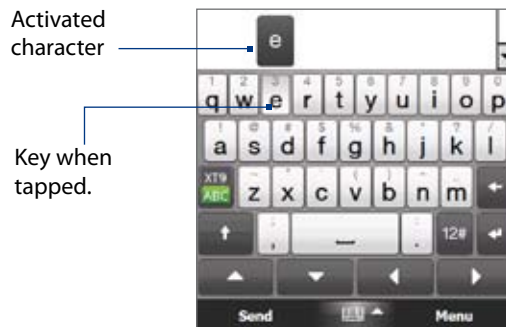 Activated
character
e
1 2 3 4 5 6 7 8 9 0
q w e r t y u i o p
! @ # $ % & * ? /
a s d f g h j k l
XT9
ABC
( )
z x c v b n m
; :
, . 12#
Key when
tapped.
Send Menu